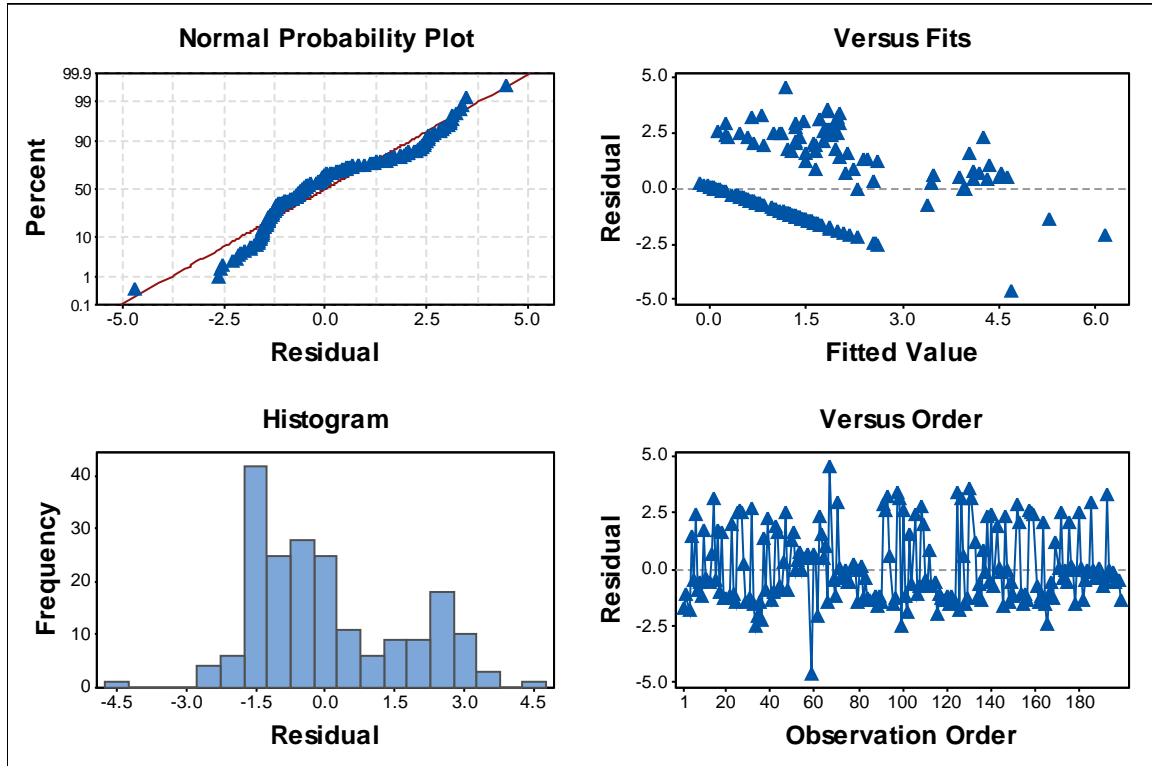 Normal Probability Plot
Percent
99.9
99
90
50
10
1
0.1
-5.0 -2.5 0.0 2.5 5.0
Residual
Versus Fits
Residual
5.0
2.5
0.0
-2.5
-5.0
0.0 1.5 3.0 4.5 6.0
Fitted Value
Histogram
Frequency
40
30
20
10
0
-4.5 -3.0 -1.5 0.0 1.5 3.0 4.5
Residual
Versus Order
Residual
5.0
2.5
0.0
-2.5
-5.0
1 20 40 60 80 100 120 140 160 180
Observation Order